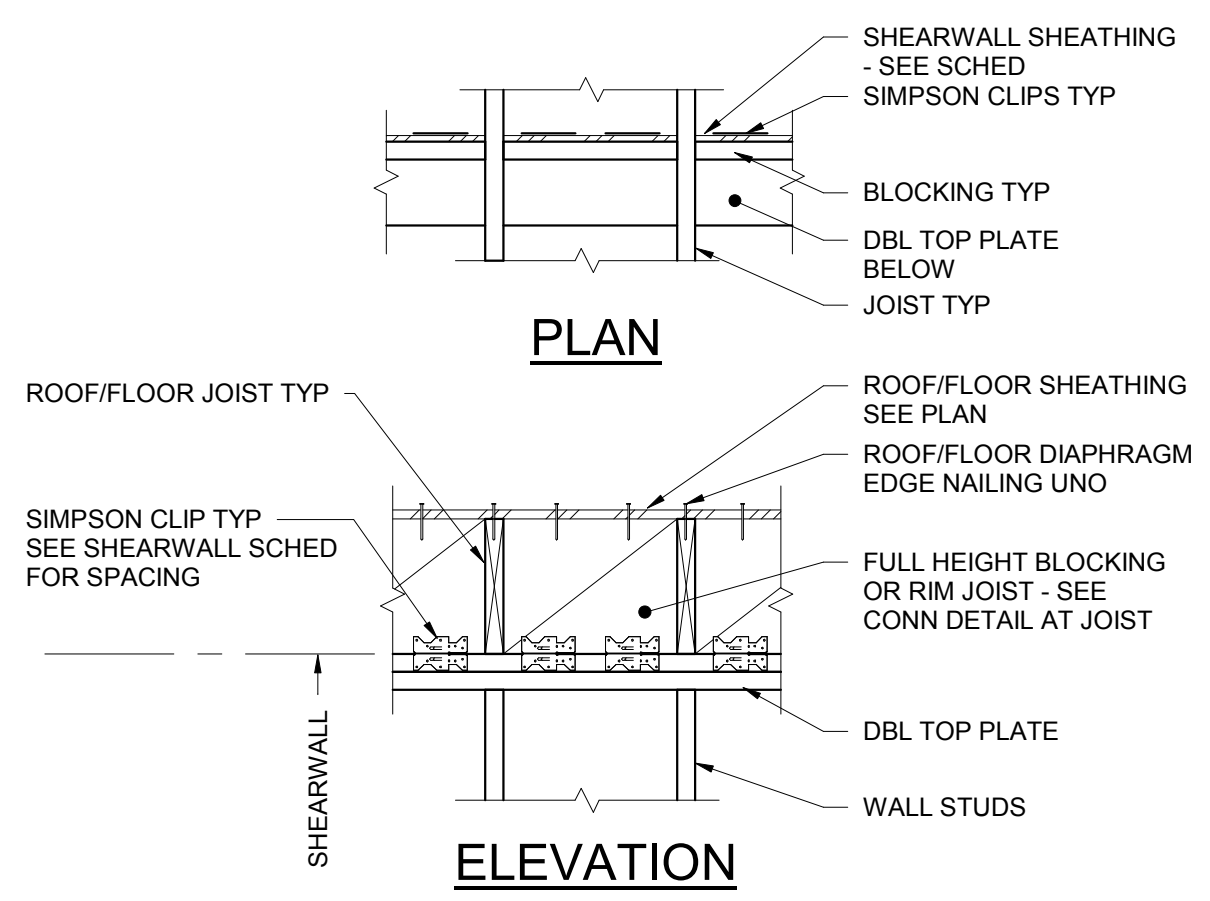 SHEARWALL SHEATHING
- SEE SCHED
SIMPSON CLIPS TYP
BLOCKING TYP
DBL TOP PLATE
BELOW
JOIST TYP
PLAN
ROOF/FLOOR JOIST TYP
SIMPSON CLIP TYP
SEE SHEARWALL SCHED
FOR SPACING
ROOF/FLOOR SHEATHING
SEE PLAN
ROOF/FLOOR DIAPHRAGM
EDGE NAILING UNO
FULL HEIGHT BLOCKING
OR RIM JOIST - SEE
CONN DETAIL AT JOIST
SHEARWALL
DBL TOP PLATE
WALL STUDS
ELEVATION